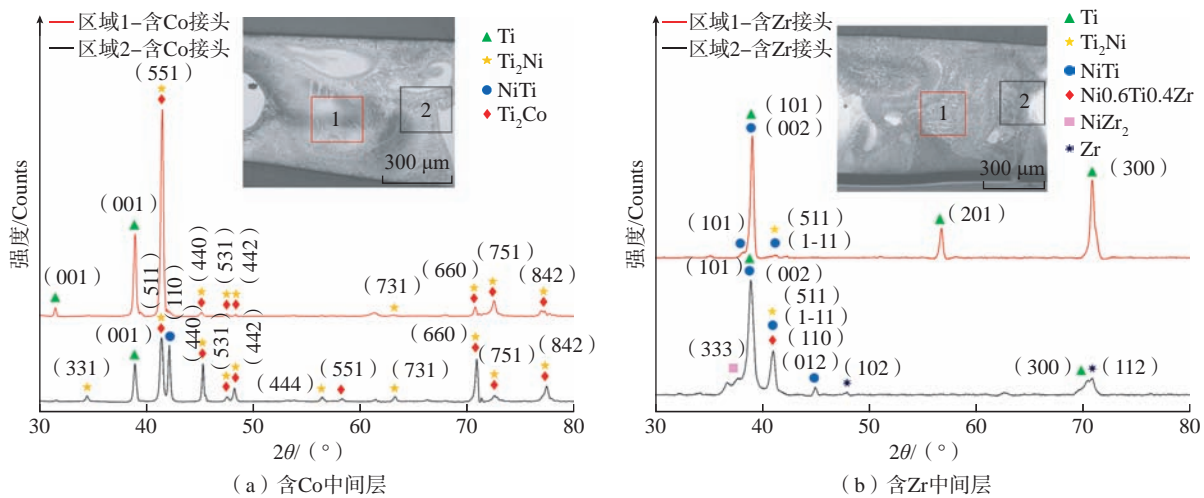 区域1–含Co接头
区域2–含Co接头
(551)
1
2
300 μm
Ti
Ti₂Ni
NiTi
Ti₂Co
(001)
(001)
(511)
(110)
(440)
(531)
(442)
(731)
(660)
(751)
(842)
(331)
(001)
(440)
(531)
(442)
(444)
(551)
(731)
(660)
(751)
(842)
强度/Counts
30 40 50 60 70 80
2θ/(°)
(a)含Co中间层
区域1–含Zr接头
区域2–含Zr接头
(101)
(002)
1
2
300 μm
Ti
Ti₂Ni
NiTi
Ni0.6Ti0.4Zr
NiZr₂
Zr
(300)
(201)
(101)
(511)
(1-11)
(101)
(002)
(511)
(1-11)
(110)
(333)
(012)
(102)
(300)
(112)
强度/Counts
30 40 50 60 70 80
2θ/(°)
(b)含Zr中间层